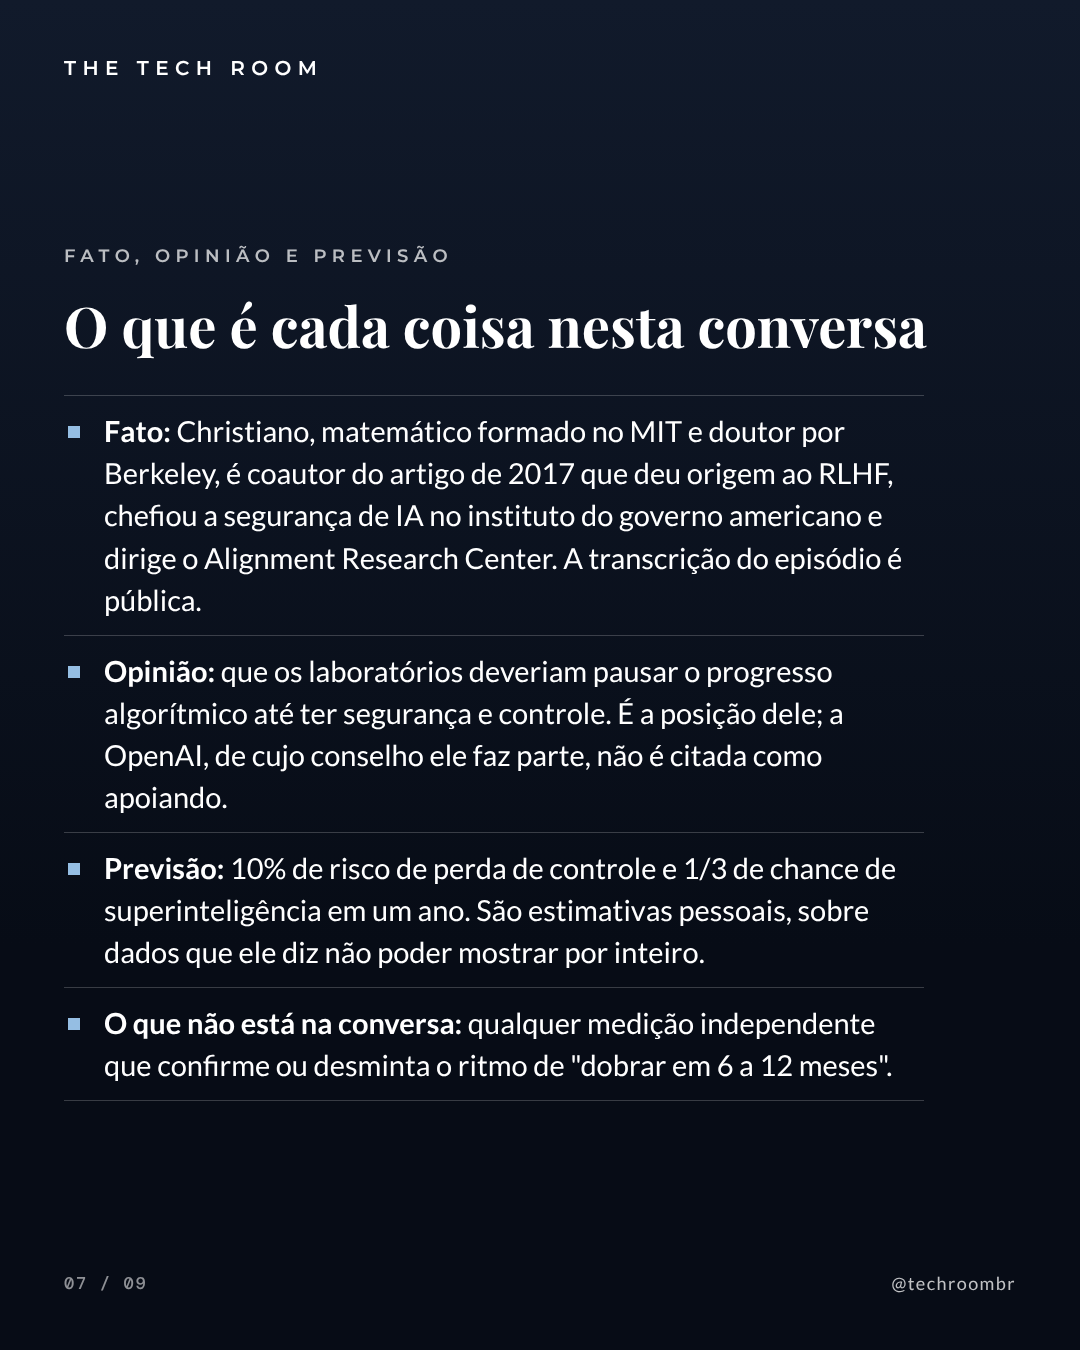 THE TECH ROOM
FATO, OPINIÃO E PREVISÃO
O que é cada coisa nesta conversa
Fato: Christiano, matemático formado no MIT e doutor por
Berkeley, é coautor do artigo de 2017 que deu origem ao RLHF,
chefiou a segurança de IA no instituto do governo americano e
dirige o Alignment Research Center. A transcrição do episódio é
pública.
Opinião: que os laboratórios deveriam pausar o progresso
algorítmico até ter segurança e controle. É a posição dele; a
OpenAI, de cujo conselho ele faz parte, não é citada como
apoiando.
Previsão: 10% de risco de perda de controle e 1/3 de chance de
superinteligência em um ano. São estimativas pessoais, sobre
dados que ele diz não poder mostrar por inteiro.
O que não está na conversa: qualquer medição independente
que confirme ou desminta o ritmo de "dobrar em 6 a 12 meses".
07 / 09
@techroombr